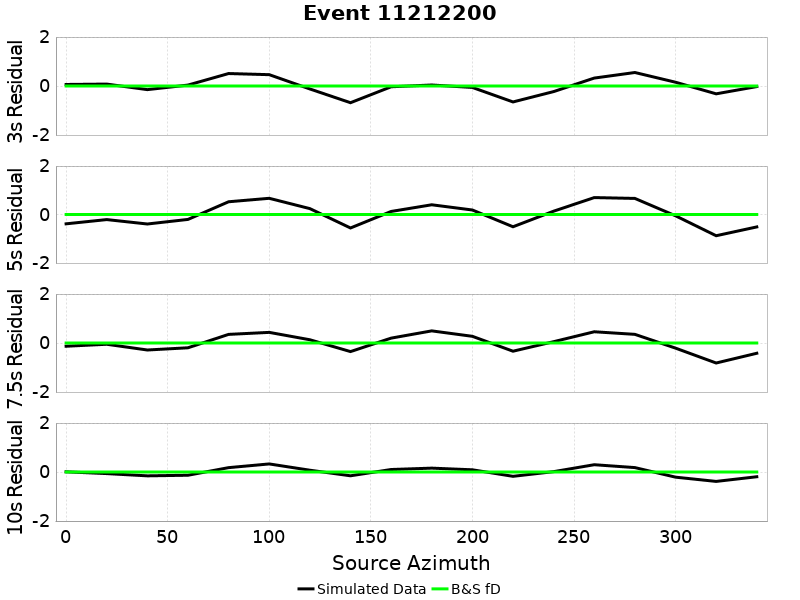 Event 11212200
3s Residual
2
0
-2
5s Residual
2
0
-2
7.5s Residual
2
0
-2
10s Residual
2
0
-2
0 50 100 150 200 250 300
Source Azimuth
Simulated Data B&S fD